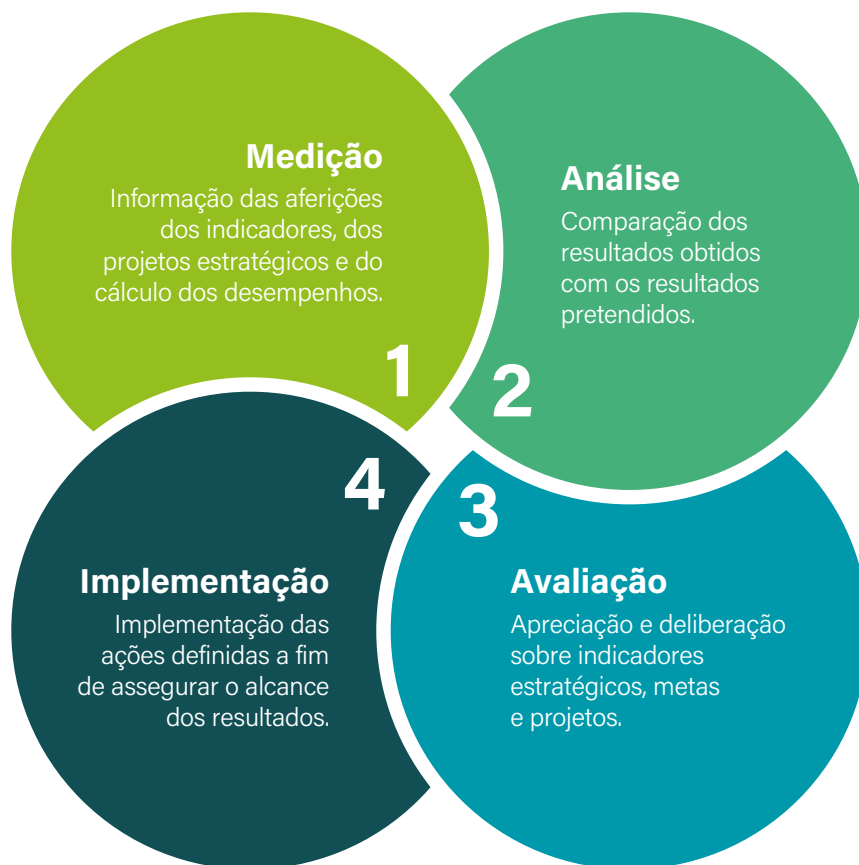 Medição
Informação das aferições
dos indicadores, dos
projetos estratégicos e do
cálculo dos desempenhos.
1
Análise
Comparação dos
resultados obtidos
com os resultados
pretendidos.
2
3
Avaliação
Apreciação e deliberação
sobre indicadores
estratégicos, metas
e projetos.
4
Implementação
Implementação das
ações definidas a fim
de assegurar o alcance
dos resultados.